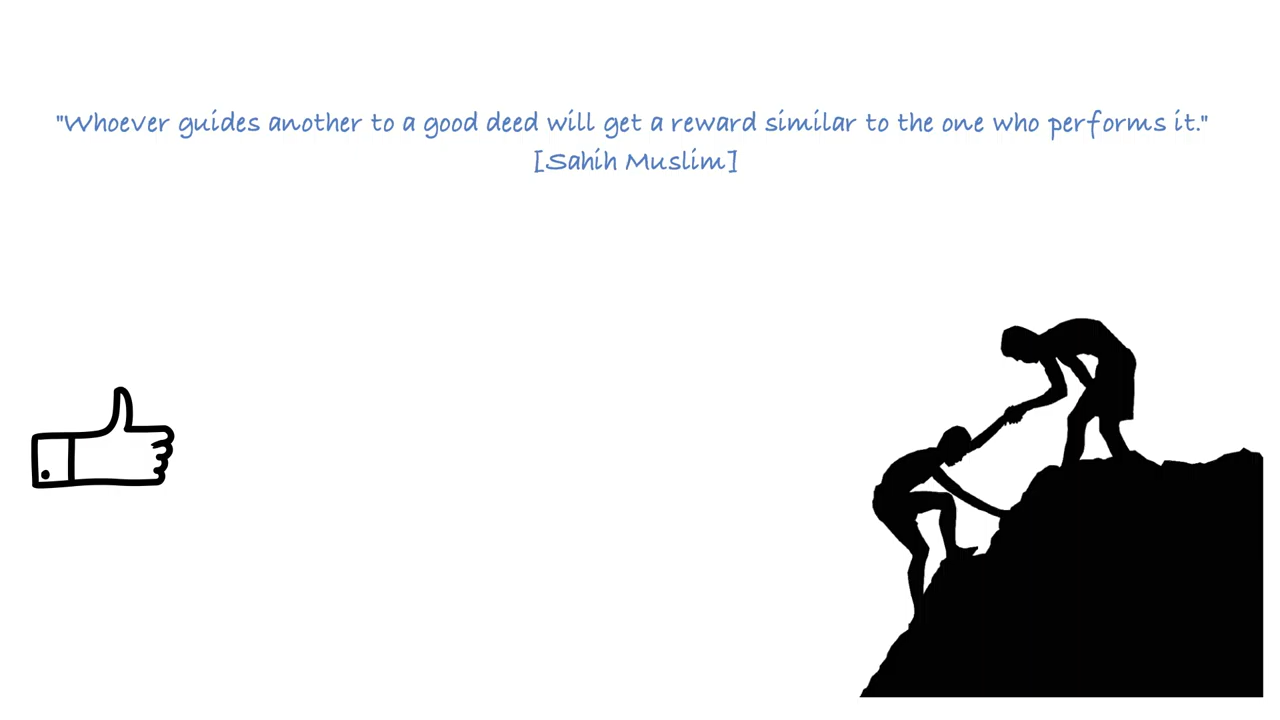 "Whoever guides another to a good deed will get a reward similar to the one who performs it."
[Sahih Muslim]